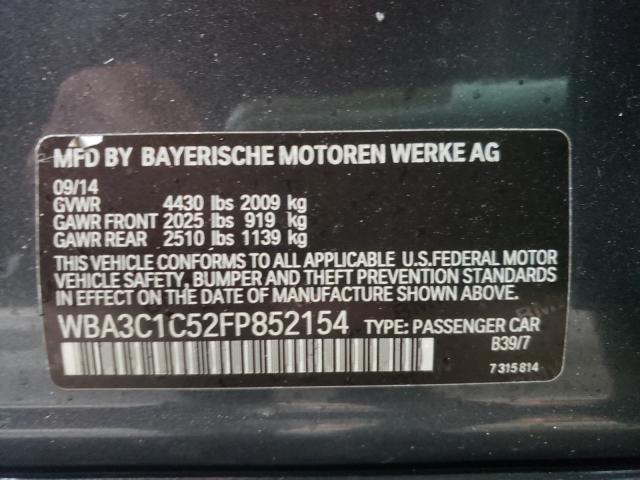 MFD BY BAYERISCHE MOTOREN WERKE AG
09/14
GVWR 4430 lbs 2009 kg
GAWR FRONT 2025 lbs 919 kg
GAWR REAR 2510 lbs 1139 kg
THIS VEHICLE CONFORMS TO ALL APPLICABLE U.S.FEDERAL MOTOR
VEHICLE SAFETY, BUMPER AND THEFT PREVENTION STANDARDS
IN EFFECT ON THE DATE OF MANUFACTURE SHOWN ABOVE.
WBA3C1C52FP852154 TYPE: PASSENGER CAR
B39/7
7 315 814